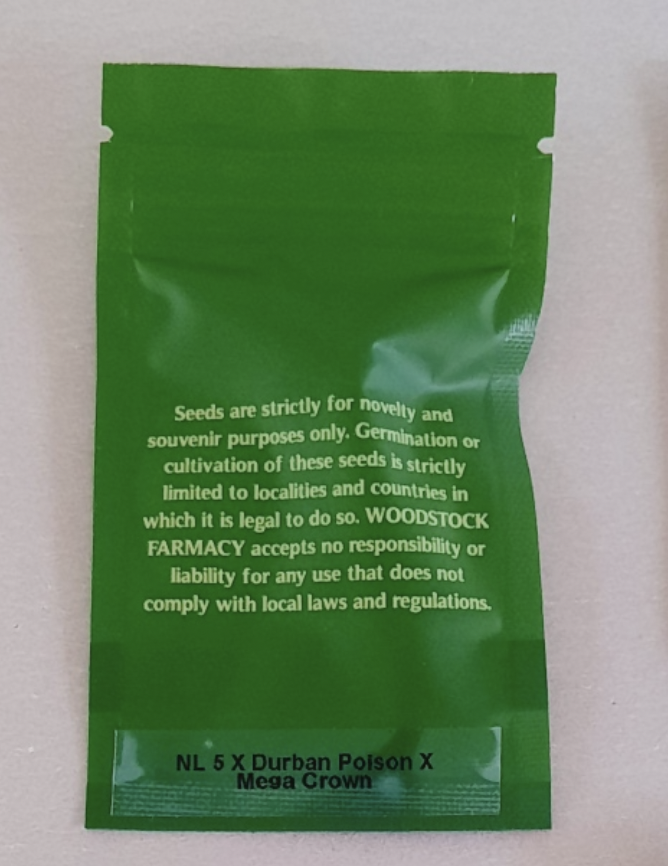 Seeds are strictly for novelty and
souvenir purposes only. Germination or
cultivation of these seeds is strictly
limited to localities and countries in
which it is legal to do so. WOODSTOCK
FARMACY accepts no responsibility or
liability for any use that does not
comply with local laws and regulations.
NL 5 X Durban Poison X
Mega Crown